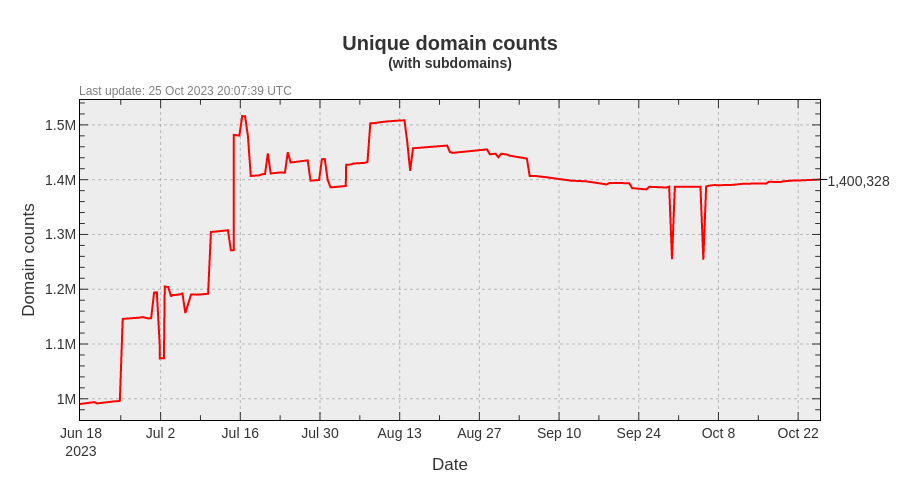 Unique domain counts
(with subdomains)
Last update: 25 Oct 2023 20:07:39 UTC
1.5M
1.4M
1,400,328
1.3M
1.2M
1.1M
1M
Domain counts
Jun 18 Jul 2 Jul 16 Jul 30 Aug 13 Aug 27 Sep 10 Sep 24 Oct 8 Oct 22
2023
Date